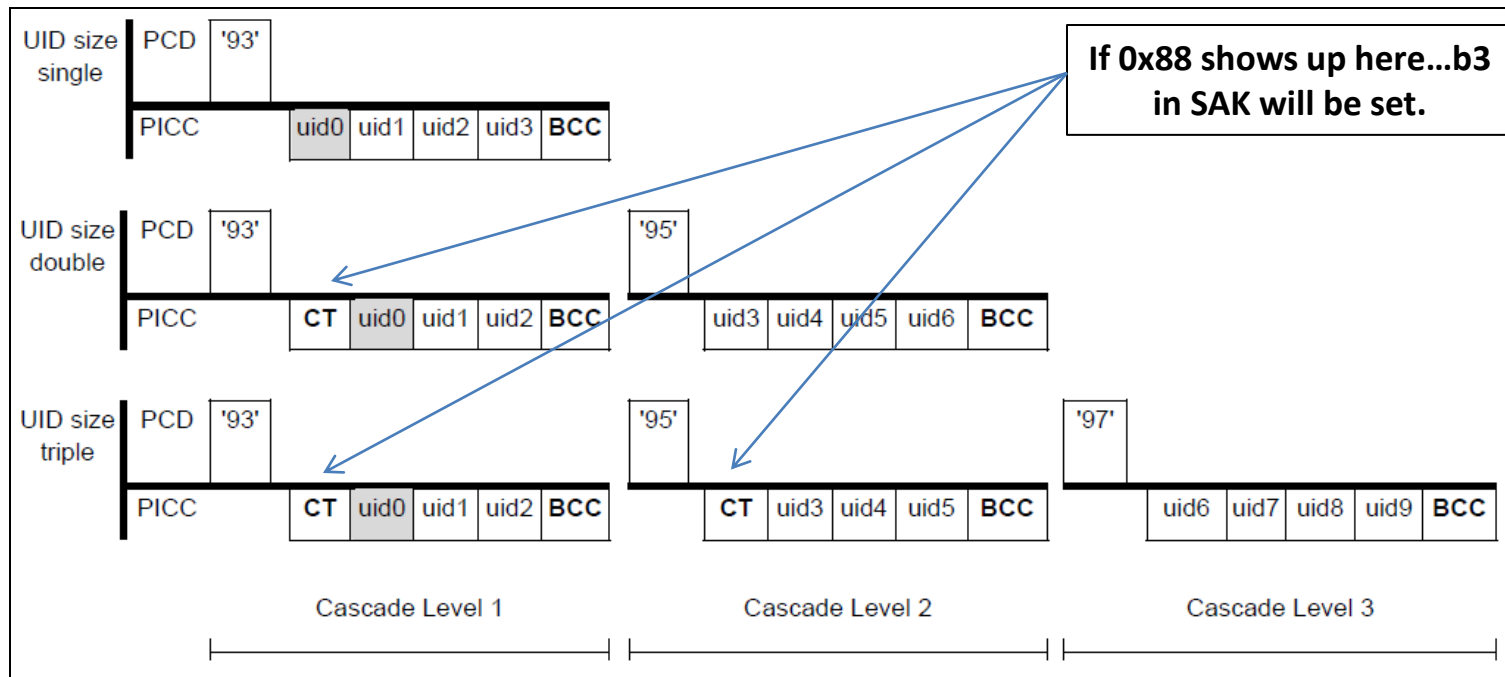 If 0x88 shows up here…b3
in SAK will be set.
UID size
single
PCD '93'
PICC uid0 uid1 uid2 uid3 BCC
UID size
double
PCD '93' '95'
PICC CT uid0 uid1 uid2 BCC uid3 uid4 uid5 uid6 BCC
UID size
triple
PCD '93' '95' '97'
PICC CT uid0 uid1 uid2 BCC CT uid3 uid4 uid5 BCC uid6 uid7 uid8 uid9 BCC
Cascade Level 1 Cascade Level 2 Cascade Level 3